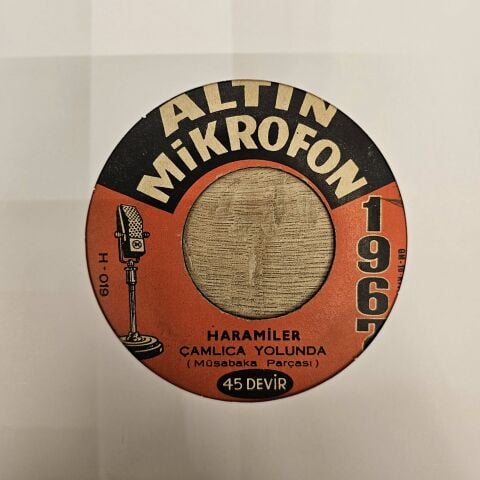 ALTIN
MİKROFON
1967
H - 019
HARAMİLER
ÇAMLICA YOLUNDA
(Müsabaka Parçası)
45 DEVİR